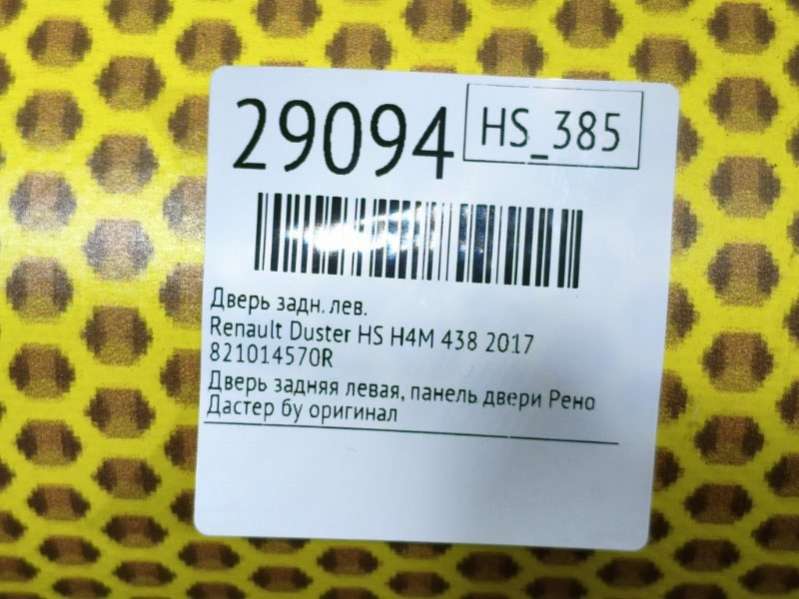 29094
HS_385
Дверь задн. лев.
Renault Duster HS H4M 438 2017
821014570R
Дверь задняя левая, панель двери Рено
Дастер бу оригинал